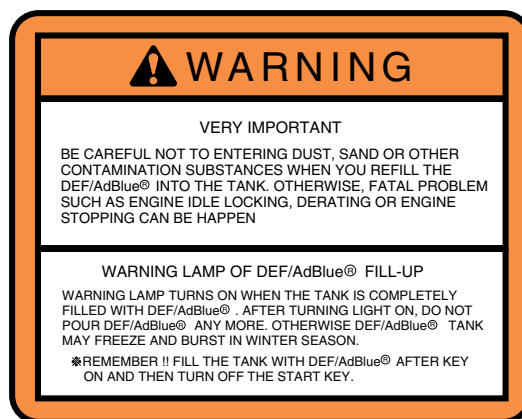 WARNING
VERY IMPORTANT
BE CAREFUL NOT TO ENTERING DUST, SAND OR OTHER
CONTAMINATION SUBSTANCES WHEN YOU REFILL THE
DEF/AdBlue® INTO THE TANK. OTHERWISE, FATAL PROBLEM
SUCH AS ENGINE IDLE LOCKING, DERATING OR ENGINE
STOPPING CAN BE HAPPEN
WARNING LAMP OF DEF/AdBlue® FILL-UP
WARNING LAMP TURNS ON WHEN THE TANK IS COMPLETELY
FILLED WITH DEF/AdBlue® . AFTER TURNING LIGHT ON, DO NOT
POUR DEF/AdBlue® ANY MORE. OTHERWISE DEF/AdBlue® TANK
MAY FREEZE AND BURST IN WINTER SEASON.
※REMEMBER !! FILL THE TANK WITH DEF/AdBlue® AFTER KEY
ON AND THEN TURN OFF THE START KEY.